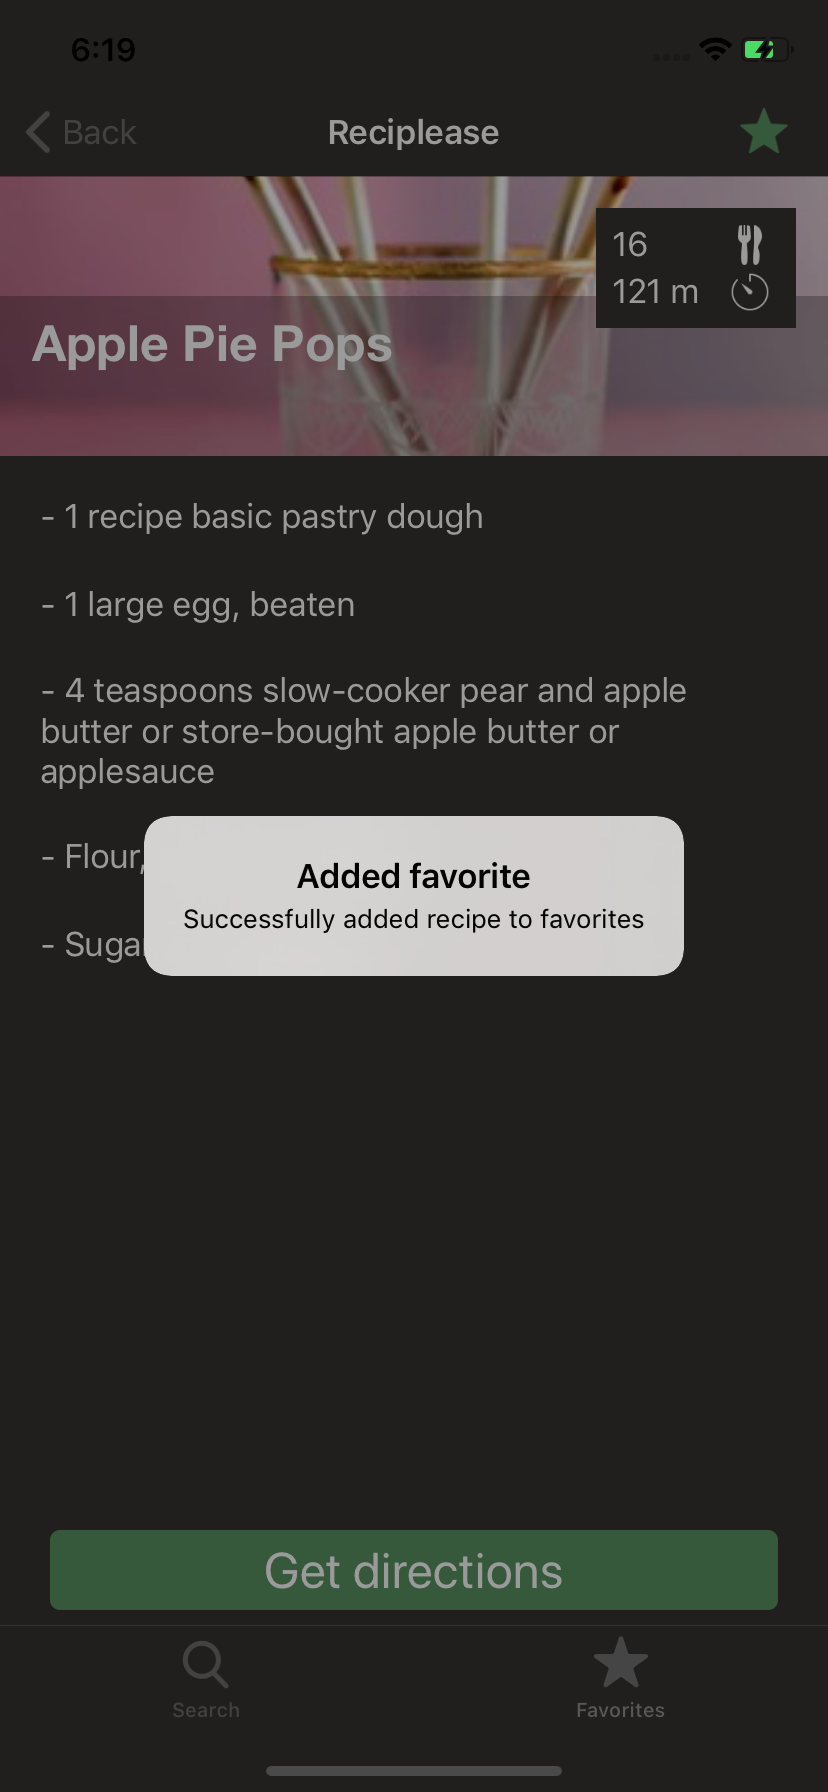 6:19
Back
Reciplease
16
121 m
Apple Pie Pops
- 1 recipe basic pastry dough
- 1 large egg, beaten
- 4 teaspoons slow-cooker pear and apple
butter or store-bought apple butter or
applesauce
- Flour,
Added favorite
Successfully added recipe to favorites
-
Get directions
Search
Favorites